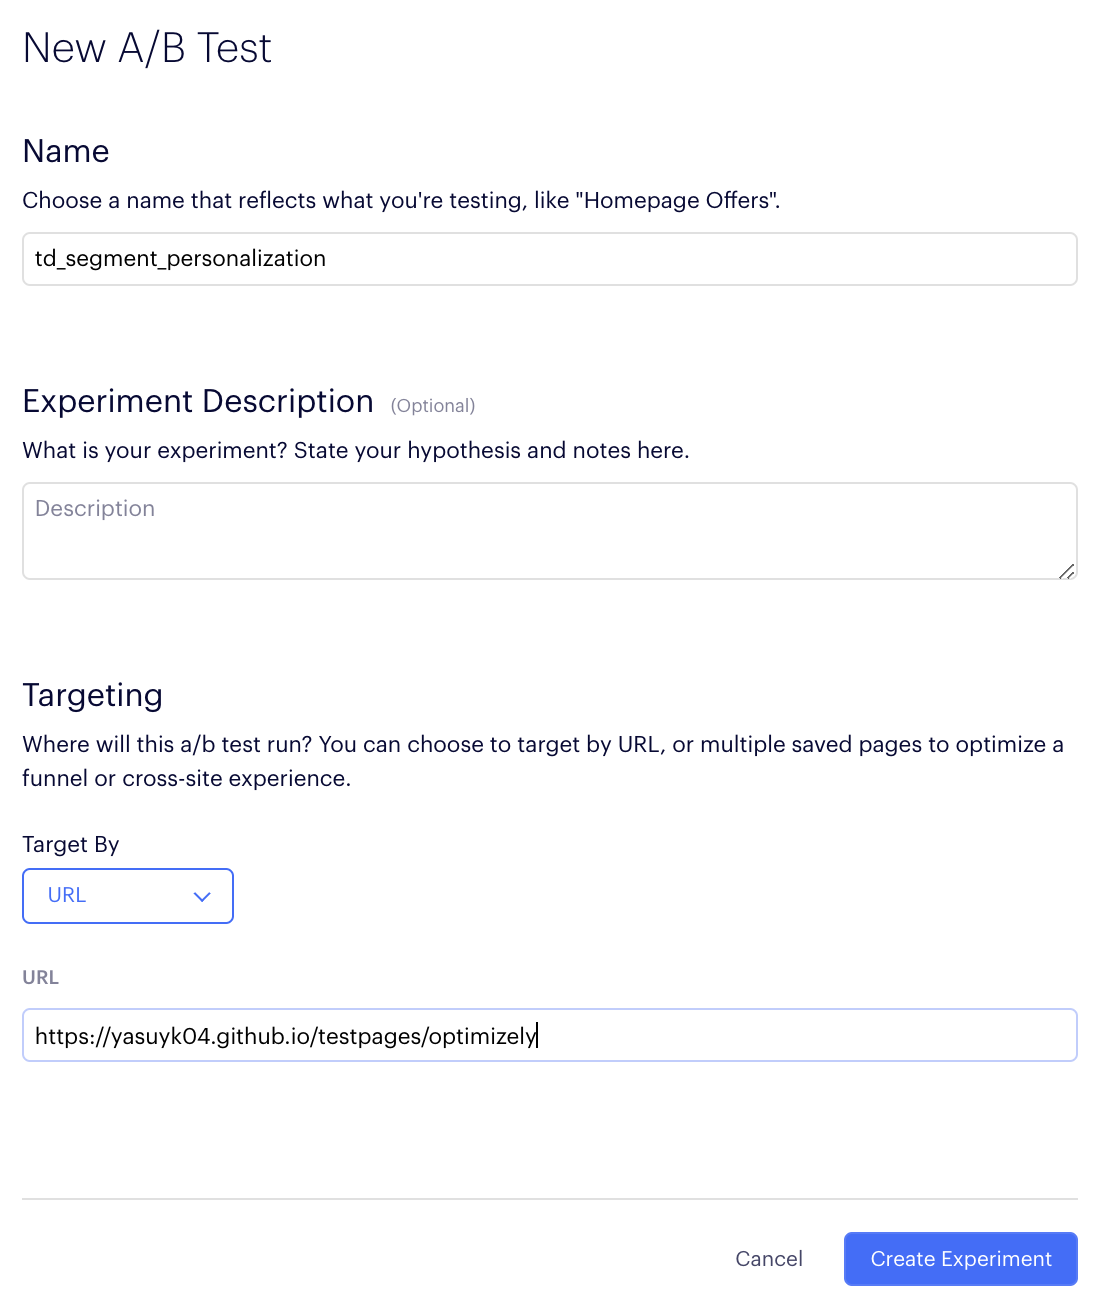 New A/B Test
Name
Choose a name that reflects what you're testing, like "Homepage Offers".
td_segment_personalization
Experiment Description (Optional)
What is your experiment? State your hypothesis and notes here.
Description
Targeting
Where will this a/b test run? You can choose to target by URL, or multiple saved pages to optimize a
funnel or cross-site experience.
Target By
URL
URL
https://yasuyk04.github.io/testpages/optimizely
Cancel Create Experiment